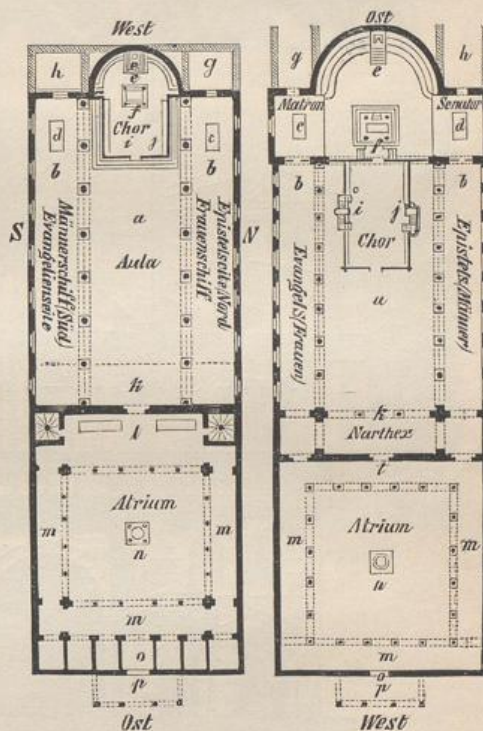 West
h
e
e
g
f
Chor
d
i
j
c
b
b
a
Aula
S
N
Männerschiff/Süd
Evangelienseite
Epistelseite/Nord
Frauenschiff
k
l
Atrium
m
m
n
m
o
p
Ost
Ost
g
e
h
Matron
Senator
c
d
f
b
b
c
i
j
Chor
a
Evangel S/Frauen/
Epistels/Männer/
k
Narthex
l
Atrium
m
m
n
m
o
p
West